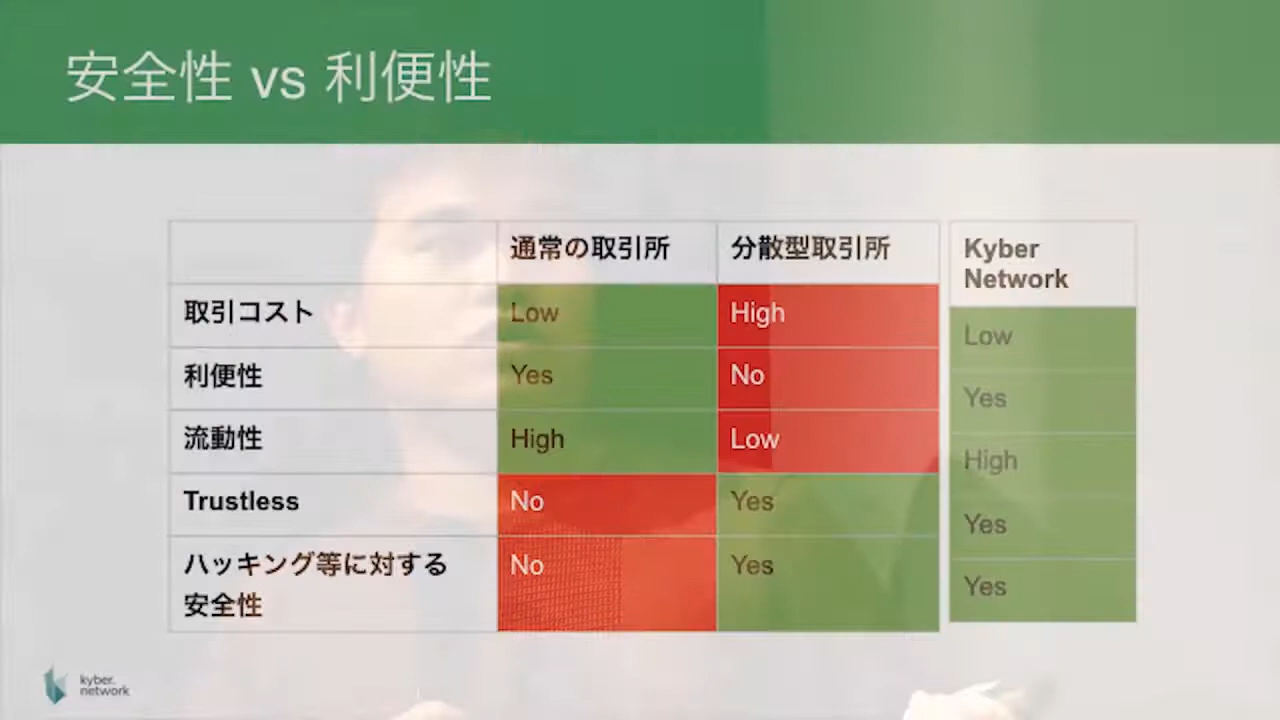 安全性 vs 利便性
通常の取引所 分散型取引所 Kyber
Network
取引コスト Low High Low
利便性 Yes No Yes
流動性 High Low High
Trustless No Yes Yes
ハッキング等に対する No Yes Yes
安全性
kyber.
network